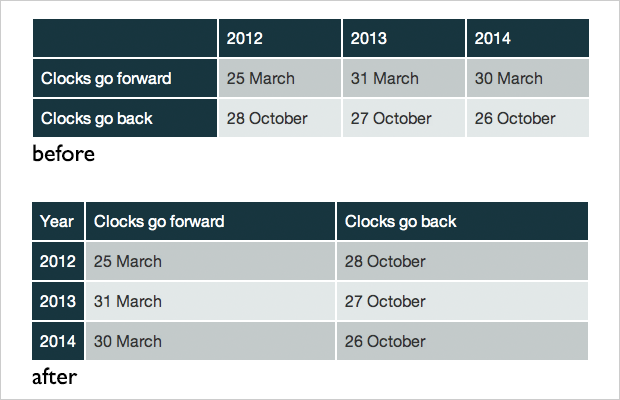 2012 2013 2014
Clocks go forward 25 March 31 March 30 March
Clocks go back 28 October 27 October 26 October
before
Year Clocks go forward Clocks go back
2012 25 March 28 October
2013 31 March 27 October
2014 30 March 26 October
after